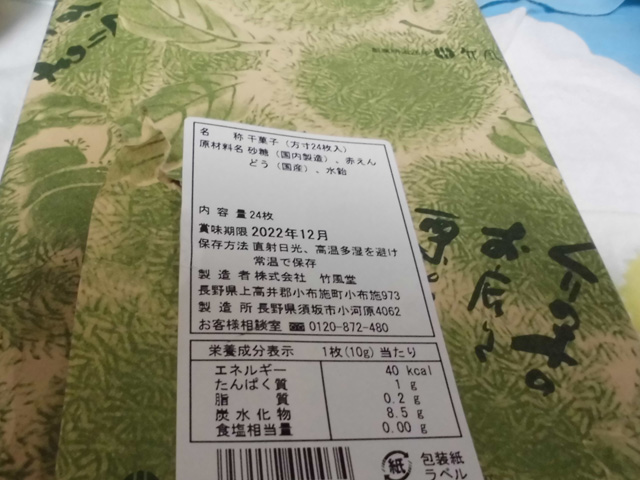 名 称 干菓子（方寸24枚入）
原材料名 砂糖（国内製造）、赤えん
どう（国産）、水飴
内 容 量 24枚
賞味期限 2022年12月
保存方法 直射日光、高温多湿を避け
常温で保存
製 造 者 株式会社 竹風堂
長野県上高井郡小布施町小布施973
製 造 所 長野県須坂市小河原4062
お客様相談室 0120-872-480
栄養成分表示 1枚(10g)当たり
エネルギー 40 kcal
たんぱく質 1 g
脂 質 0.2 g
炭 水 化 物 8.5 g
食塩相当量 0.00 g
紙 包装紙
ラベル